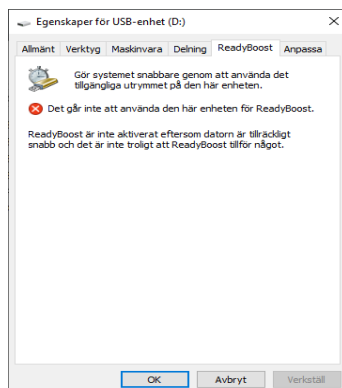 Egenskaper för USB-enhet (D:)
Allmänt Verktyg Maskinvara Delning ReadyBoost Anpassa
Gör systemet snabbare genom att använda det
tillgängliga utrymmet på den här enheten.
Det går inte att använda den här enheten för ReadyBoost.
ReadyBoost är inte aktiverat eftersom datorn är tillräckligt
snabb och det är inte troligt att ReadyBoost tillför något.
OK Avbryt Verkställ